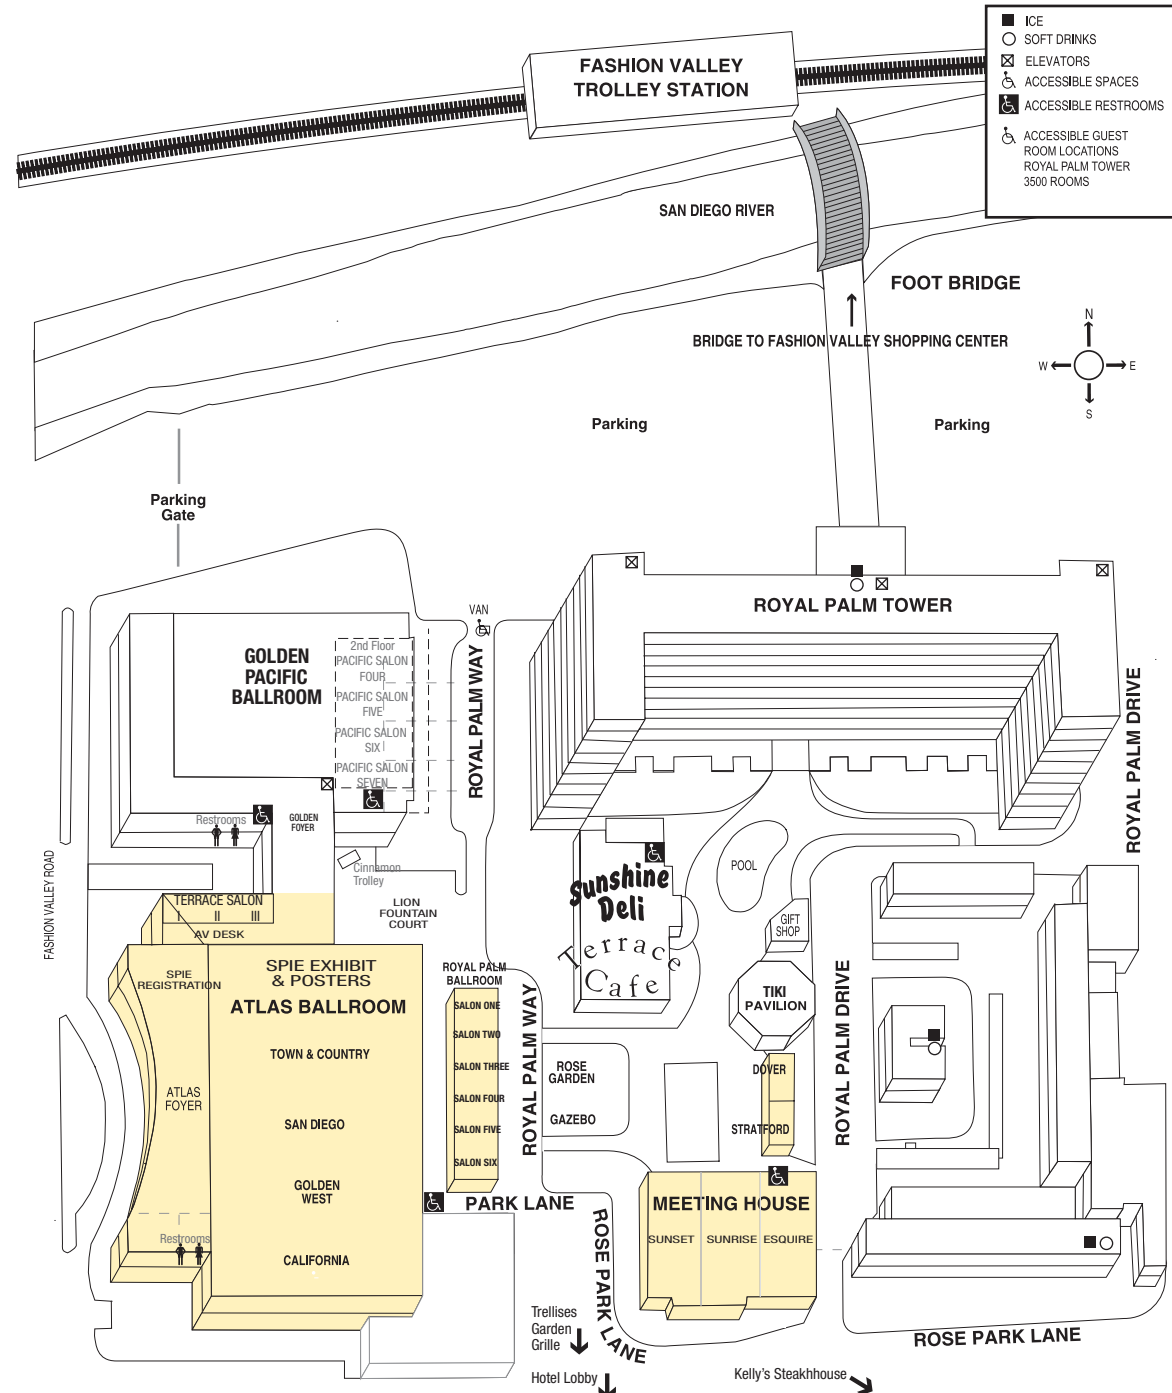 ICE
SOFT DRINKS
ELEVATORS
ACCESSIBLE SPACES
ACCESSIBLE RESTROOMS
ACCESSIBLE GUEST
ROOM LOCATIONS
ROYAL PALM TOWER
3500 ROOMS
FASHION VALLEY
TROLLEY STATION
SAN DIEGO RIVER
FOOT BRIDGE
BRIDGE TO FASHION VALLEY SHOPPING CENTER
N
W
E
S
Parking
Parking
Parking
Gate
ROYAL PALM TOWER
VAN
GOLDEN
PACIFIC
BALLROOM
2nd Floor
PACIFIC SALON
FOUR
PACIFIC SALON
FIVE
PACIFIC SALON
SIX
PACIFIC SALON
SEVEN
ROYAL PALM WAY
ROYAL PALM DRIVE
Restrooms
GOLDEN
FOYER
Cinnamon
Trolley
FASHION VALLEY ROAD
TERRACE SALON
I II III
AV DESK
LION
FOUNTAIN
COURT
Sunshine
Deli
Terrace
Cafe
POOL
GIFT
SHOP
SPIE
REGISTRATION
SPIE EXHIBIT
& POSTERS
ATLAS BALLROOM
ROYAL PALM
BALLROOM
SALON ONE
SALON TWO
SALON THREE
SALON FOUR
SALON FIVE
SALON SIX
ROYAL PALM WAY
TIKI
PAVILION
ROYAL PALM DRIVE
TOWN & COUNTRY
ATLAS
FOYER
SAN DIEGO
GOLDEN
WEST
CALIFORNIA
Restrooms
ROSE
GARDEN
GAZEBO
DOVER
STRATFORD
PARK LANE
MEETING HOUSE
SUNSET
SUNRISE
ESQUIRE
ROSE PARK LANE
ROSE PARK LANE
Trellises
Garden
Grille
Hotel Lobby
Kelly's Steakhhouse